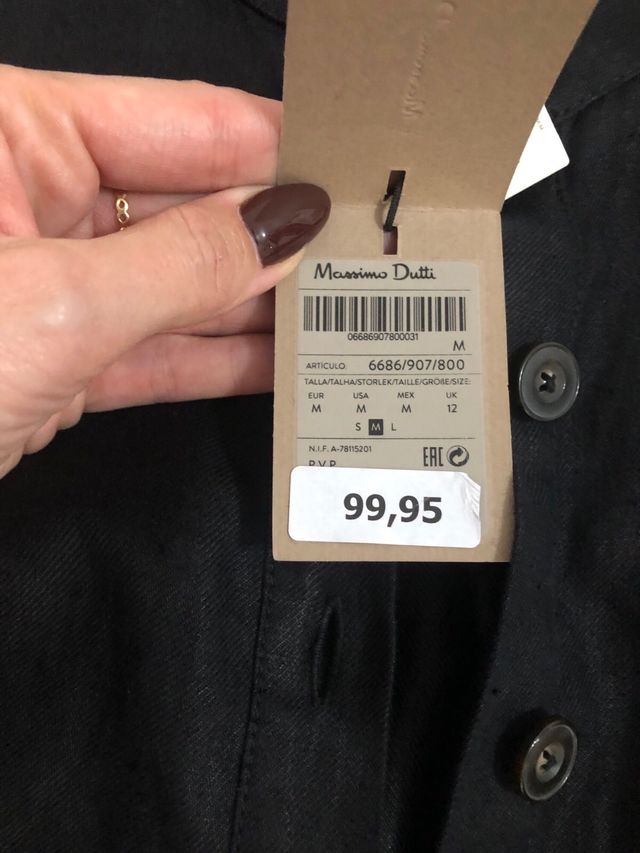 Massimo Dutti
06686907800031
M
ARTICULO: 6686/907/800
TALLA/TALHA/STORLEK/TAILLE/GRÖßE/SIZE:
EUR USA MEX UK
M M M 12
S M L
N.I.F. A-78115201
EAC
P.V.P.
99,95